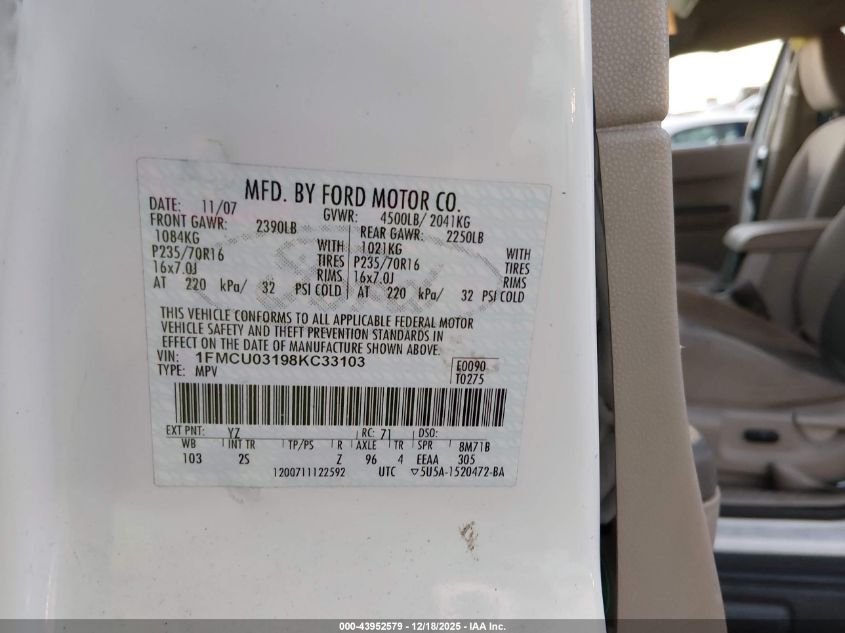 MFD. BY FORD MOTOR CO.
DATE: 11/07 GVWR: 4500LB/ 2041KG
FRONT GAWR: 2390LB REAR GAWR: 2250LB
1084KG WITH 1021KG WITH
P235/70R16 TIRES P235/70R16 TIRES
16x7.0J RIMS 16x7.0J RIMS
AT 220 kPa/ 32 PSI COLD AT 220 kPa/ 32 PSI COLD
THIS VEHICLE CONFORMS TO ALL APPLICABLE FEDERAL MOTOR
VEHICLE SAFETY AND THEFT PREVENTION STANDARDS IN
EFFECT ON THE DATE OF MANUFACTURE SHOWN ABOVE.
VIN: 1FMCU03198KC33103
TYPE: MPV
E0090
T0275
EXT PNT: YZ RC: 71 DSO:
WB INT TR TP/PS R AXLE TR SPR 8M71B
103 2S Z 96 4 EEAA 305
1200711122592 UTC ▽5U5A-1520472-BA
000-43952579 - 12/18/2025 - IAA Inc.